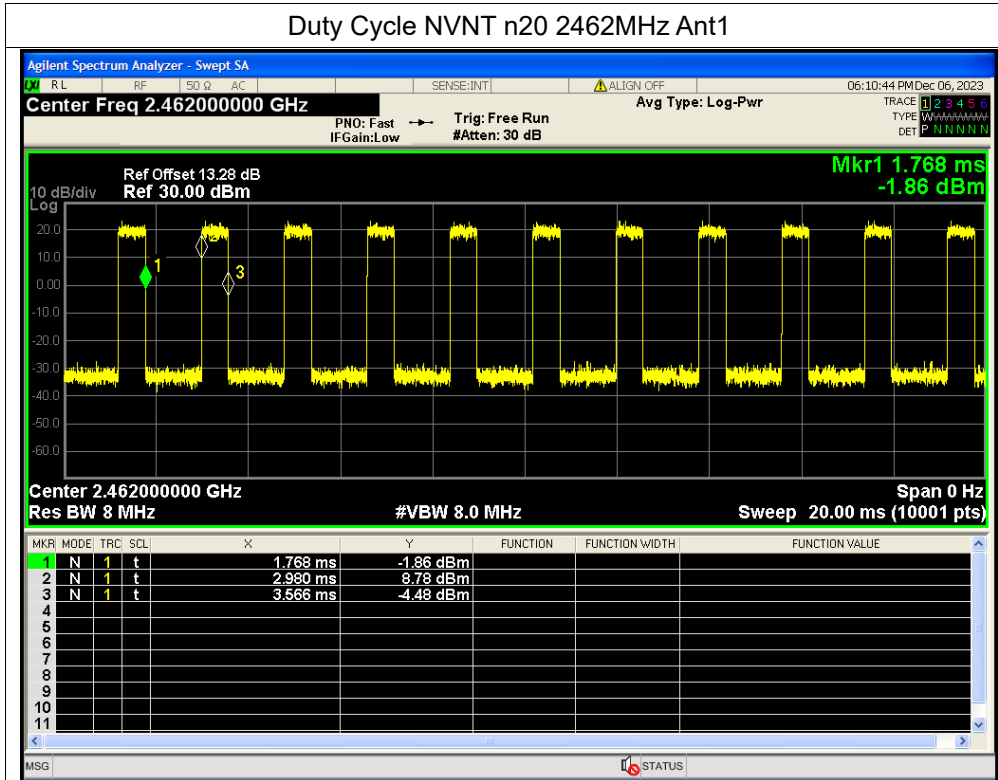 Duty Cycle NVNT n20 2462MHz Ant1
Agilent Spectrum Analyzer - Swept SA
LXI RL RF 50 Ω AC SENSE:INT ALIGN OFF 06:10:44 PM Dec 06, 2023
Center Freq 2.462000000 GHz Avg Type: Log-Pwr TRACE 1 2 3 4 5 6
PNO: Fast Trig: Free Run TYPE WWWWWW
IFGain:Low #Atten: 30 dB DET P N N N N N
Mkr1 1.768 ms
Ref Offset 13.28 dB
10 dB/div Ref 30.00 dBm -1.86 dBm
Log
20.0
10.0
0.00
-10.0
-20.0
-30.0
-40.0
-50.0
-60.0
1
2
3
Center 2.462000000 GHz Span 0 Hz
Res BW 8 MHz #VBW 8.0 MHz Sweep 20.00 ms (10001 pts)
MKR MODE TRC SCL X Y FUNCTION FUNCTION WIDTH FUNCTION VALUE
1 N 1 t 1.768 ms -1.86 dBm
2 N 1 t 2.980 ms 8.78 dBm
3 N 1 t 3.566 ms -4.48 dBm
4
5
6
7
8
9
10
11
MSG STATUS